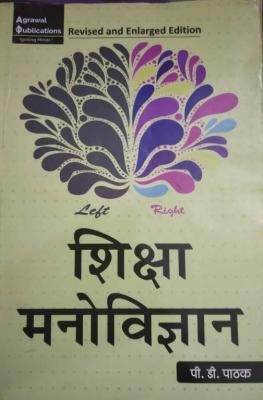 Agrawal
Publications
Igniting Minds!
Revised and Enlarged Edition
Left Right
शिक्षा
मनोविज्ञान
पी. डी. पाठक